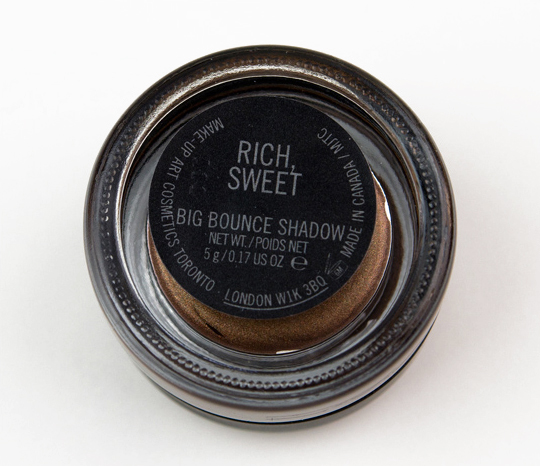 RICH,
SWEET
BIG BOUNCE SHADOW
NET WT./POIDS NET
5 g/0.17 US OZ e
MAKE-UP ART COSMETICS TORONTO
LONDON W1K 3BQ
MADE IN CANADA / M/TC